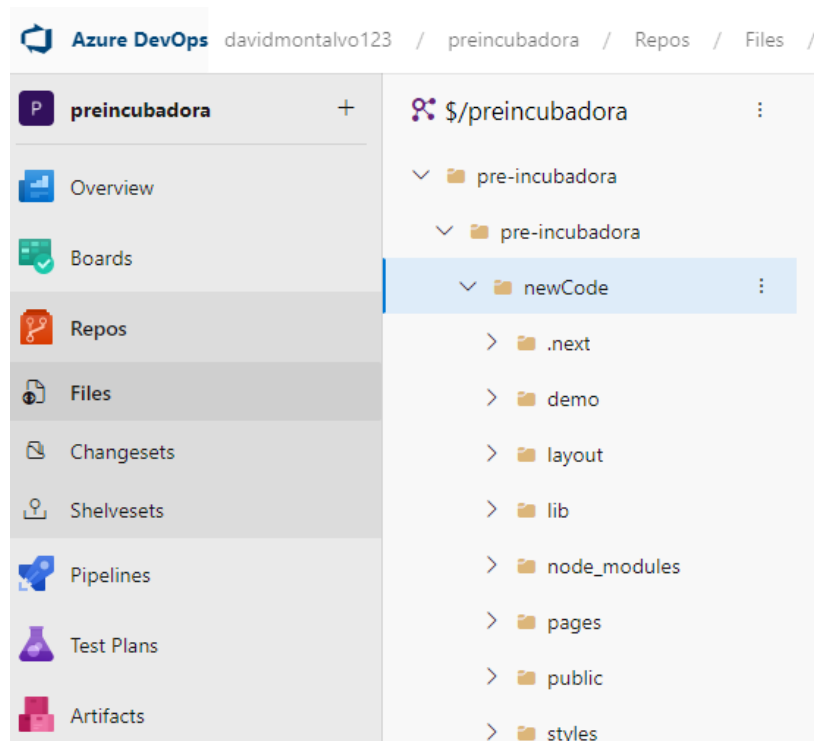 Azure DevOps davidmontalvo123 / preincubadora / Repos / Files /
P preincubadora +
Overview
Boards
Repos
Files
Changesets
Shelvesets
Pipelines
Test Plans
Artifacts
$/preincubadora
pre-incubadora
pre-incubadora
newCode
.next
demo
layout
lib
node_modules
pages
public
styles